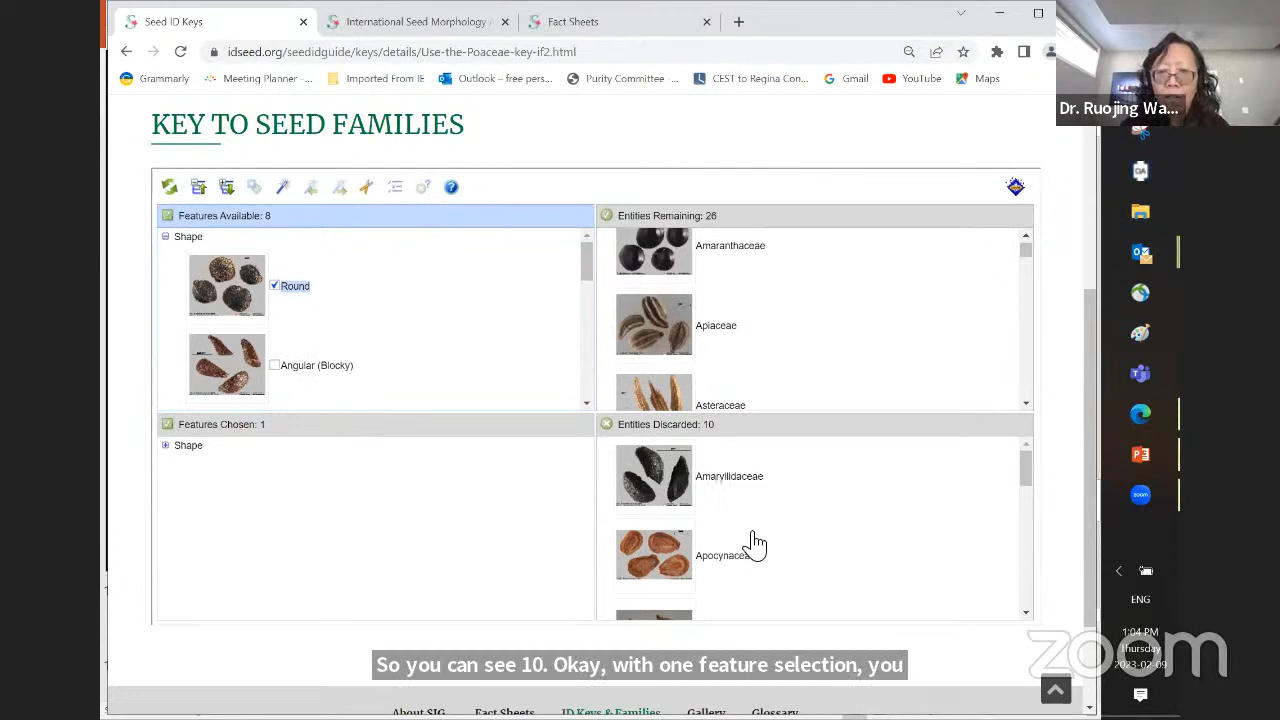 Seed ID Keys
International Seed Morphology
Fact Sheets
idseed.org/seedidguide/keys/details/Use-the-Poaceae-key-if2.html
Grammarly
Meeting Planner –...
Imported From IE
Outlook – free pers...
Purity Committee -...
CEST to Regina Con...
Gmail
YouTube
Maps
Dr. Ruojing Wa...
KEY TO SEED FAMILIES
Features Available: 8
Shape
Round
Angular (Blocky)
Entities Remaining: 26
Amaranthaceae
Apiaceae
Asteraceae
Features Chosen: 1
Shape
Entities Discarded: 10
Amaryllidaceae
Apocynaceae
ENG
1:04 PM
Thursday
2023-02-09
zoom
So you can see 10. Okay, with one feature selection, you
About SIG
Fact Sheets
ID Keys & Families
Gallery
Glossary